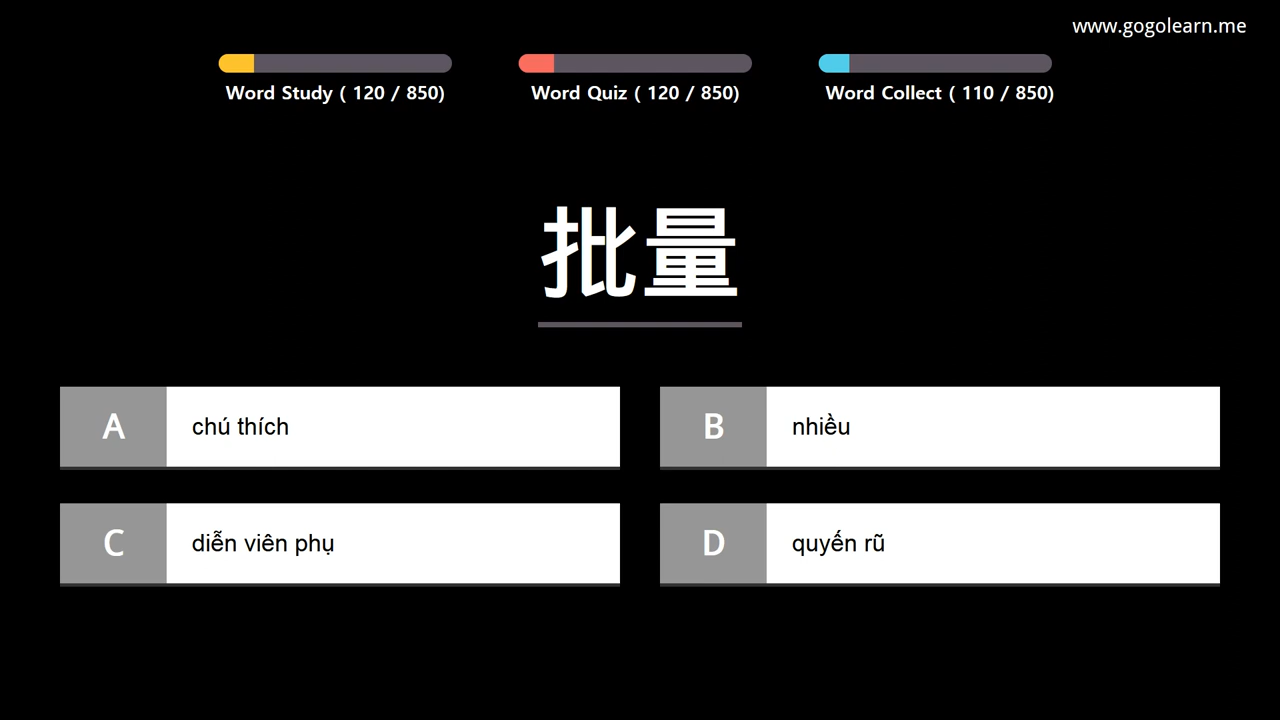 www.gogolearn.me
Word Study ( 120 / 850)
Word Quiz ( 120 / 850)
Word Collect ( 110 / 850)
批量
A chú thích
B nhiều
C diễn viên phụ
D quyến rũ